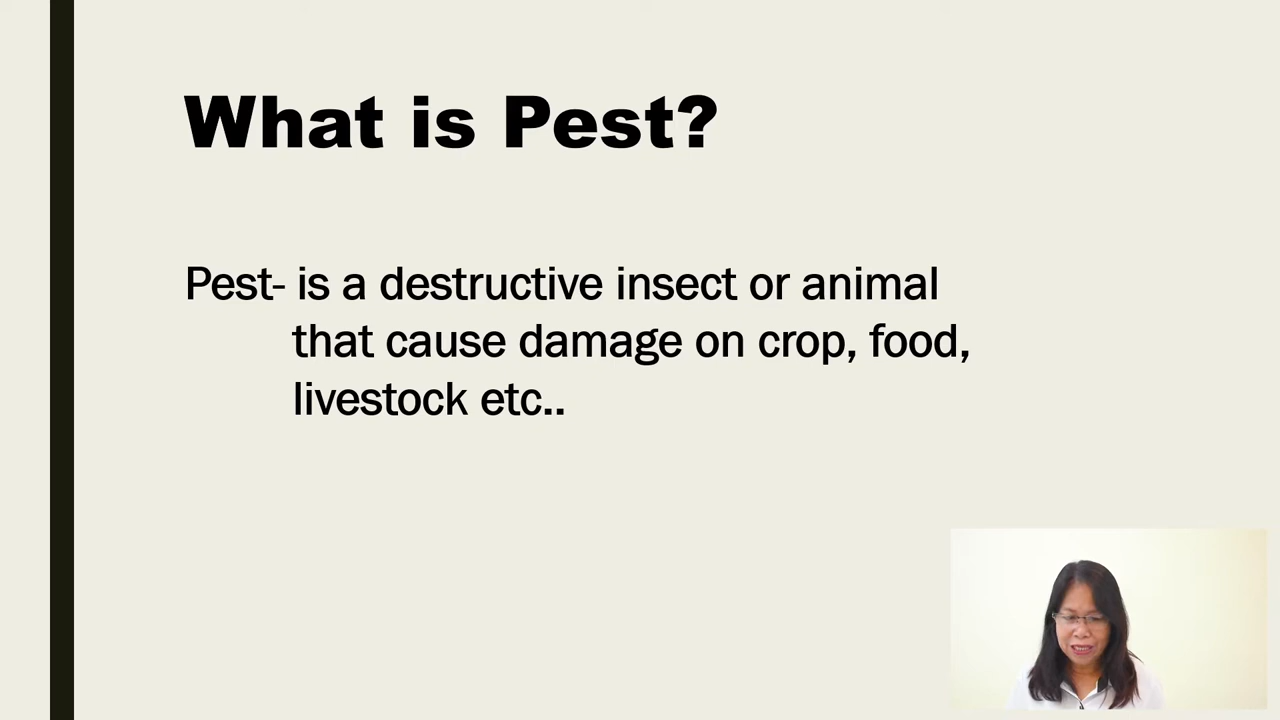 What is Pest?
Pest- is a destructive insect or animal
that cause damage on crop, food,
livestock etc..